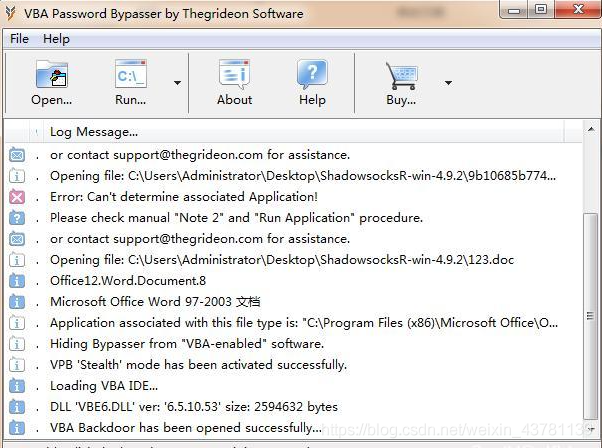 VBA Password Bypasser by Thegrideon Software
File Help
Open... Run... About Help Buy...
Log Message...
. or contact support@thegrideon.com for assistance.
. Opening file: C:\Users\Administrator\Desktop\ShadowsocksR-win-4.9.2\9b10685b774...
. Error: Can't determine associated Application!
. Please check manual "Note 2" and "Run Application" procedure.
. or contact support@thegrideon.com for assistance.
. Opening file: C:\Users\Administrator\Desktop\ShadowsocksR-win-4.9.2\123.doc
. Office12.Word.Document.8
. Microsoft Office Word 97-2003 文档
. Application associated with this file type is: "C:\Program Files (x86)\Microsoft Office\O...
. Hiding Bypasser from "VBA-enabled" software.
. VPB 'Stealth' mode has been activated successfully.
. Loading VBA IDE...
. DLL 'VBE6.DLL' ver: '6.5.10.53' size: 2594632 bytes
. VBA Backdoor has been opened successfully...